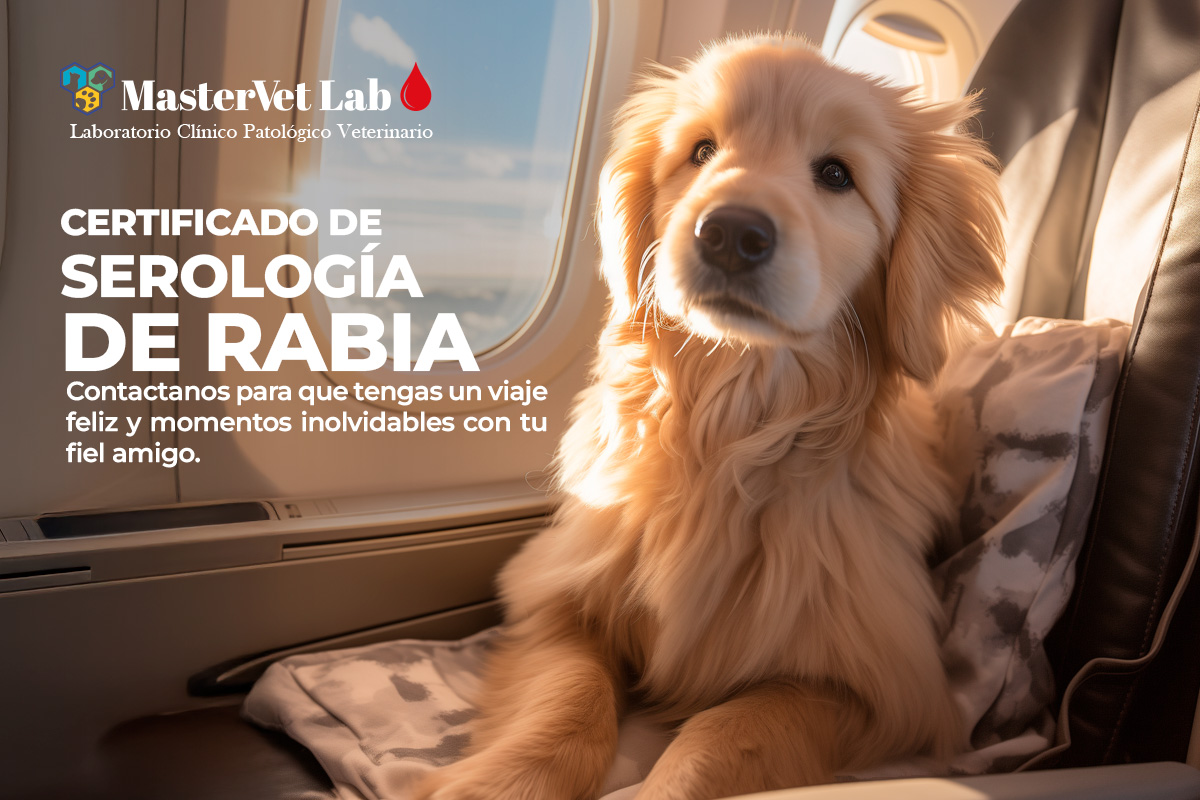 MasterVet Lab
Laboratorio Clínico Patológico Veterinario
CERTIFICADO DE
SEROLOGÍA
DE RABIA
Contactanos para que tengas un viaje
feliz y momentos inolvidables con tu
fiel amigo.